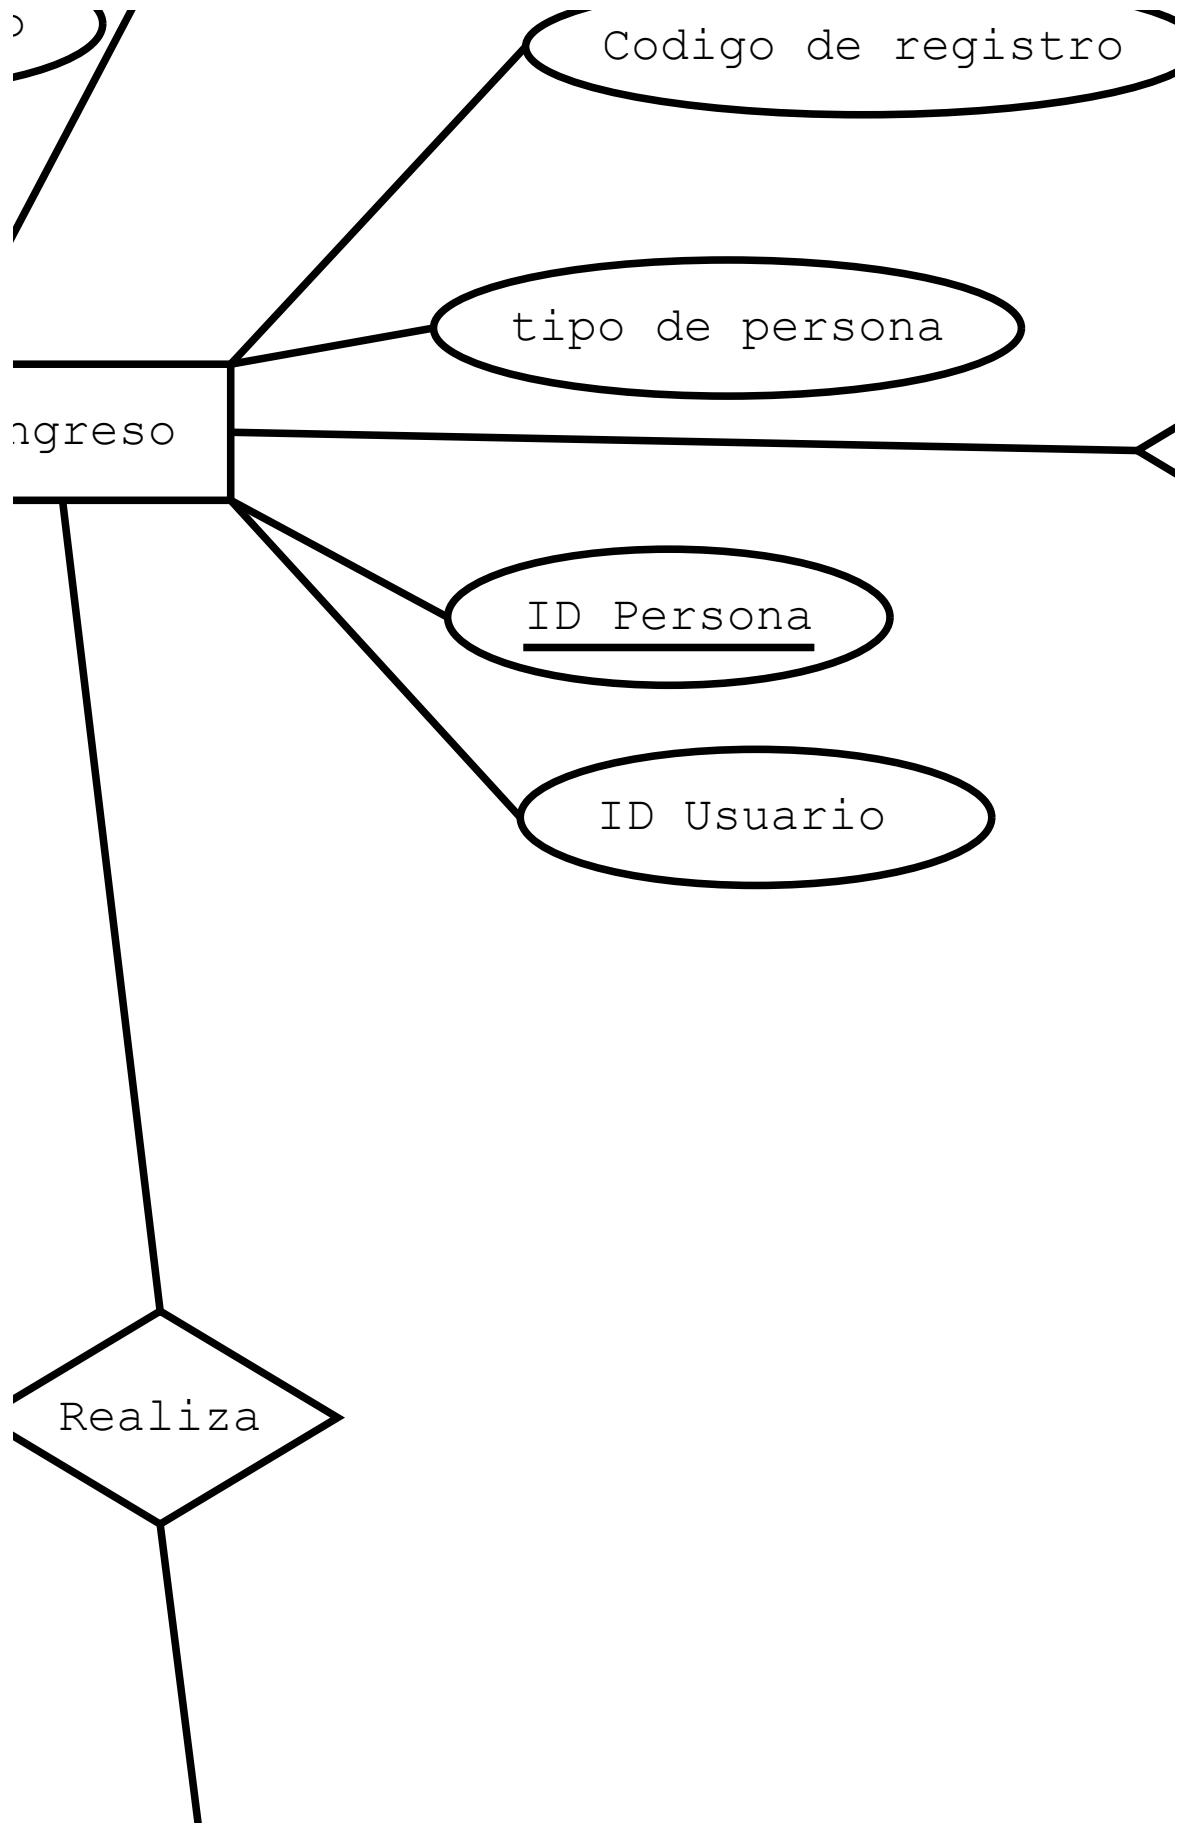 Codigo de registro
tipo de persona
ngreso
ID Persona
ID Usuario
Realiza